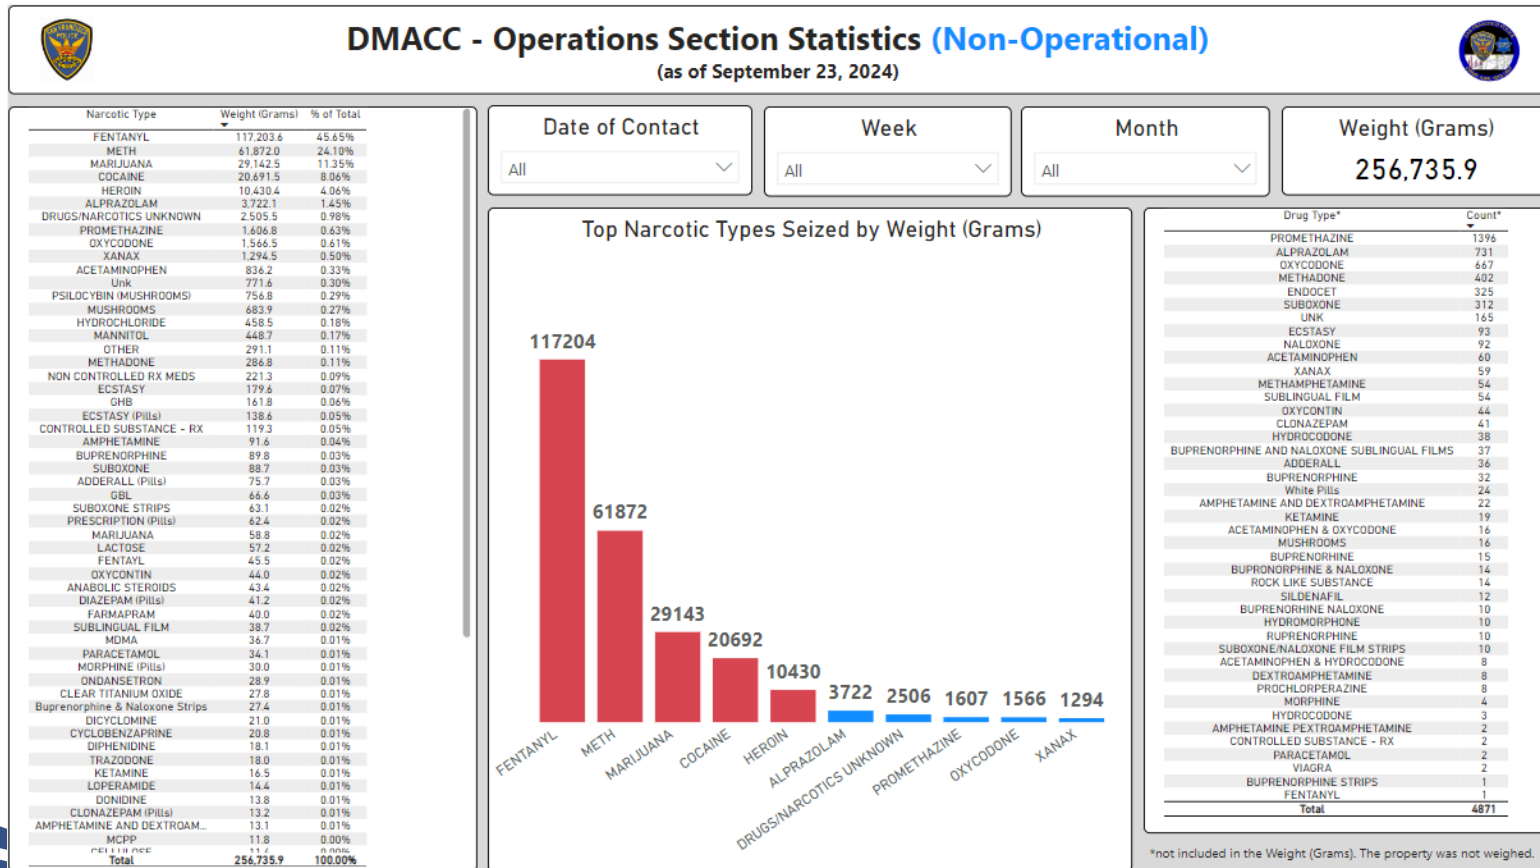 DMACC - Operations Section Statistics (Non-Operational)
(as of September 23, 2024)
Narcotic Type Weight (Grams) % of Total
FENTANYL 117,203.6 45.65%
METH 61,872.0 24.10%
MARIJUANA 29,142.5 11.35%
COCAINE 20,691.5 8.06%
HEROIN 10,430.4 4.06%
ALPRAZOLAM 3,722.1 1.45%
DRUGS/NARCOTICS UNKNOWN 2,505.5 0.98%
PROMETHAZINE 1,606.8 0.63%
OXYCODONE 1,566.5 0.61%
XANAX 1,294.5 0.50%
ACETAMINOPHEN 836.2 0.33%
Unk 771.6 0.30%
PSILOCYBIN (MUSHROOMS) 756.8 0.29%
MUSHROOMS 683.9 0.27%
HYDROCHLORIDE 458.5 0.18%
MANNITOL 448.7 0.17%
OTHER 291.1 0.11%
METHADONE 286.8 0.11%
NON CONTROLLED RX MEDS 221.3 0.09%
ECSTASY 179.6 0.07%
GHB 161.8 0.06%
ECSTASY (Pills) 138.6 0.05%
CONTROLLED SUBSTANCE - RX 119.3 0.05%
AMPHETAMINE 91.6 0.04%
BUPRENORPHINE 89.8 0.03%
SUBOXONE 88.7 0.03%
ADDERALL (Pills) 75.7 0.03%
GBL 66.6 0.03%
SUBOXONE STRIPS 63.1 0.02%
PRESCRIPTION (Pills) 62.4 0.02%
MARIJUANA 58.8 0.02%
LACTOSE 57.2 0.02%
FENTAYL 45.5 0.02%
OXYCONTIN 44.0 0.02%
ANABOLIC STEROIDS 43.4 0.02%
DIAZEPAM (Pills) 41.2 0.02%
FARMAPRAM 40.0 0.02%
SUBLINGUAL FILM 38.7 0.02%
MDMA 36.7 0.01%
PARACETAMOL 34.1 0.01%
MORPHINE (Pills) 30.0 0.01%
ONDANSETRON 28.9 0.01%
CLEAR TITANIUM OXIDE 27.8 0.01%
Buprenorphine & Naloxone Strips 27.4 0.01%
DICYCLOMINE 21.0 0.01%
CYCLOBENZAPRINE 20.8 0.01%
DIPHENIDINE 18.1 0.01%
TRAZODONE 18.0 0.01%
KETAMINE 16.5 0.01%
LOPERAMIDE 14.4 0.01%
DONIDINE 13.8 0.01%
CLONAZEPAM (Pills) 13.2 0.01%
AMPHETAMINE AND DEXTROAM... 13.1 0.01%
MCPP 11.8 0.00%
Total 256,735.9 100.00%
Date of Contact
All
Week
All
Month
All
Weight (Grams)
256,735.9
Top Narcotic Types Seized by Weight (Grams)
117204
61872
29143
20692
10430
3722
2506
1607
1566
1294
FENTANYL
METH
MARIJUANA
COCAINE
HEROIN
ALPRAZOLAM
DRUGS/NARCOTICS UNKNOWN
PROMETHAZINE
OXYCODONE
XANAX
Drug Type* Count*
PROMETHAZINE 1396
ALPRAZOLAM 731
OXYCODONE 667
METHADONE 402
ENDOCET 325
SUBOXONE 312
UNK 165
ECSTASY 93
NALOXONE 92
ACETAMINOPHEN 60
XANAX 59
METHAMPHETAMINE 54
SUBLINGUAL FILM 54
OXYCONTIN 44
CLONAZEPAM 41
HYDROCODONE 38
BUPRENORPHINE AND NALOXONE SUBLINGUAL FILMS 37
ADDERALL 36
BUPRENORPHINE 32
White Pills 24
AMPHETAMINE AND DEXTROAMPHETAMINE 22
KETAMINE 19
ACETAMINOPHEN & OXYCODONE 16
MUSHROOMS 16
BUPRENORHINE 15
BUPRONORPHINE & NALOXONE 14
ROCK LIKE SUBSTANCE 14
SILDENAFIL 12
BUPRENORHINE NALOXONE 10
HYDROMORPHONE 10
RUPRENORPHINE 10
SUBOXONE/NALOXONE FILM STRIPS 10
ACETAMINOPHEN & HYDROCODONE 8
DEXTROAMPHETAMINE 8
PROCHLORPERAZINE 8
MORPHINE 4
HYDROCODONE 3
AMPHETAMINE PEXTROAMPHETAMINE 2
CONTROLLED SUBSTANCE - RX 2
PARACETAMOL 2
VIAGRA 2
BUPRENORPHINE STRIPS 1
FENTANYL 1
Total 4871
*not included in the Weight (Grams). The property was not weighed.